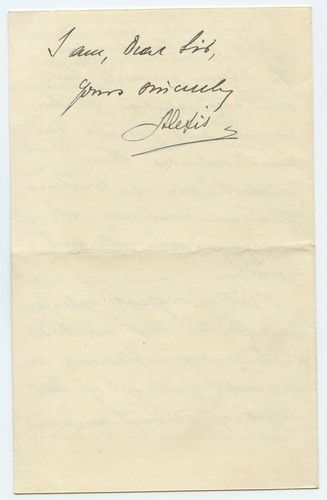 I am, Dear Sir,
yours sincerely
Alexis